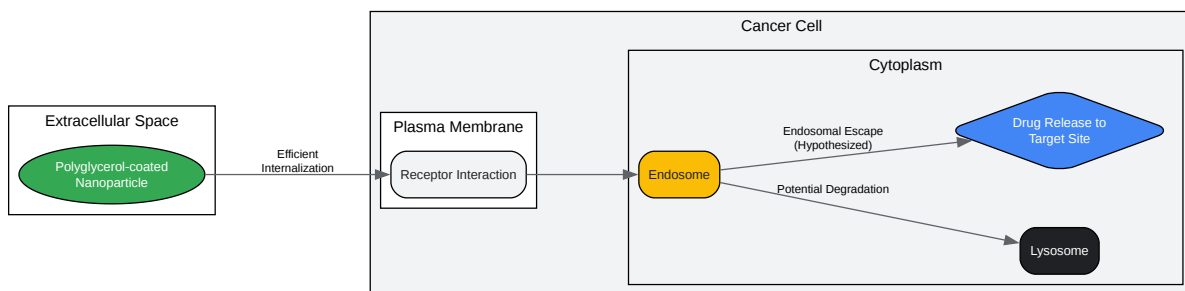 Cancer Cell
Cytoplasm
Extracellular Space
Polyglycerol-coated
Nanoparticle
Efficient
Internalization
Plasma Membrane
Receptor Interaction
Endosome
Endosomal Escape
(Hypothesized)
Drug Release to
Target Site
Potential Degradation
Lysosome